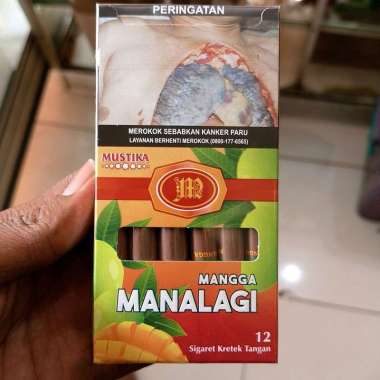 PERINGATAN
MEROKOK SEBABKAN KANKER PARU
LAYANAN BERHENTI MEROKOK (0800-177-6565)
MUSTIKA
M
MANGGA
MANALAGI
12
Sigaret Kretek Tangan